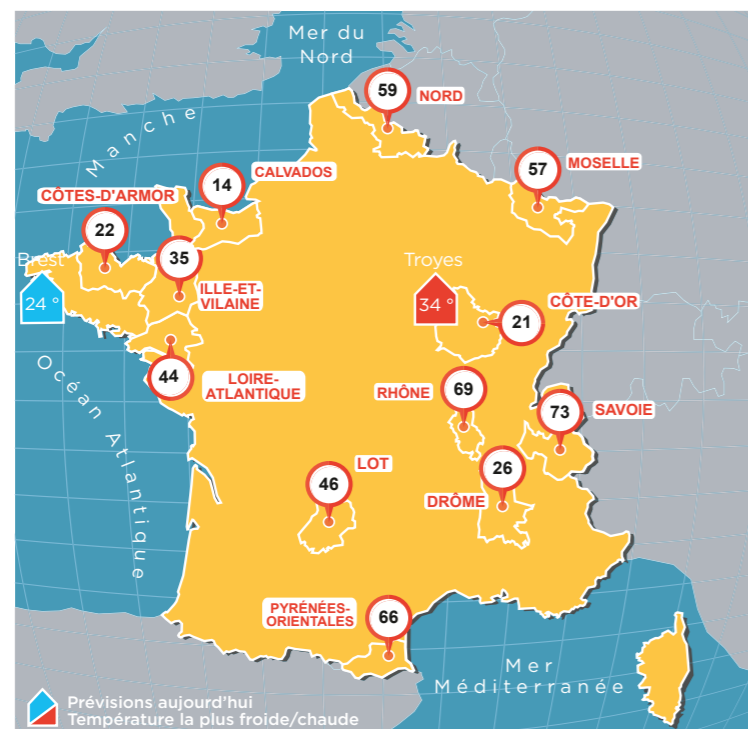 Mer du
Nord
59
NORD
Manche
14
CALVADOS
57
MOSELLE
CÔTES-D'ARMOR
22
35
ILLE-ET-
VILAINE
Brest
24 °
Troyes
34 °
CÔTE-D'OR
21
44
LOIRE-
ATLANTIQUE
RHÔNE
69
73
SAVOIE
Océan Atlantique
46
LOT
26
DRÔME
PYRÉNÉES-
ORIENTALES
66
Mer
Méditerranée
Prévisions aujourd'hui
Température la plus froide/chaude